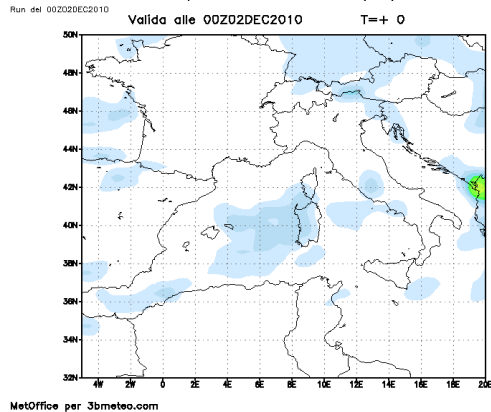 Run del 00Z02DEC2010
Valida alle 00Z02DEC2010 T=+ 0
50N
48N
46N
44N
42N
40N
38N
36N
34N
32N
4W 2W 0 2E 4E 6E 8E 10E 12E 14E 16E 18E 20E
MetOffice per 3bmeteo.com